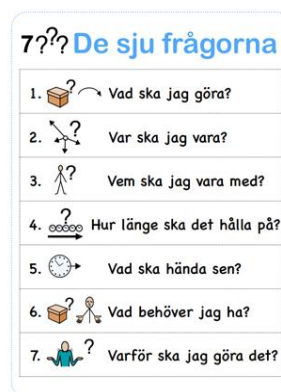 7??? De sju frågorna
1. ? Vad ska jag göra?
2. ? Var ska jag vara?
3. ? Vem ska jag vara med?
4. ? Hur länge ska det hålla på?
5. Vad ska hända sen?
6. ? Vad behöver jag ha?
7. ? Varför ska jag göra det?